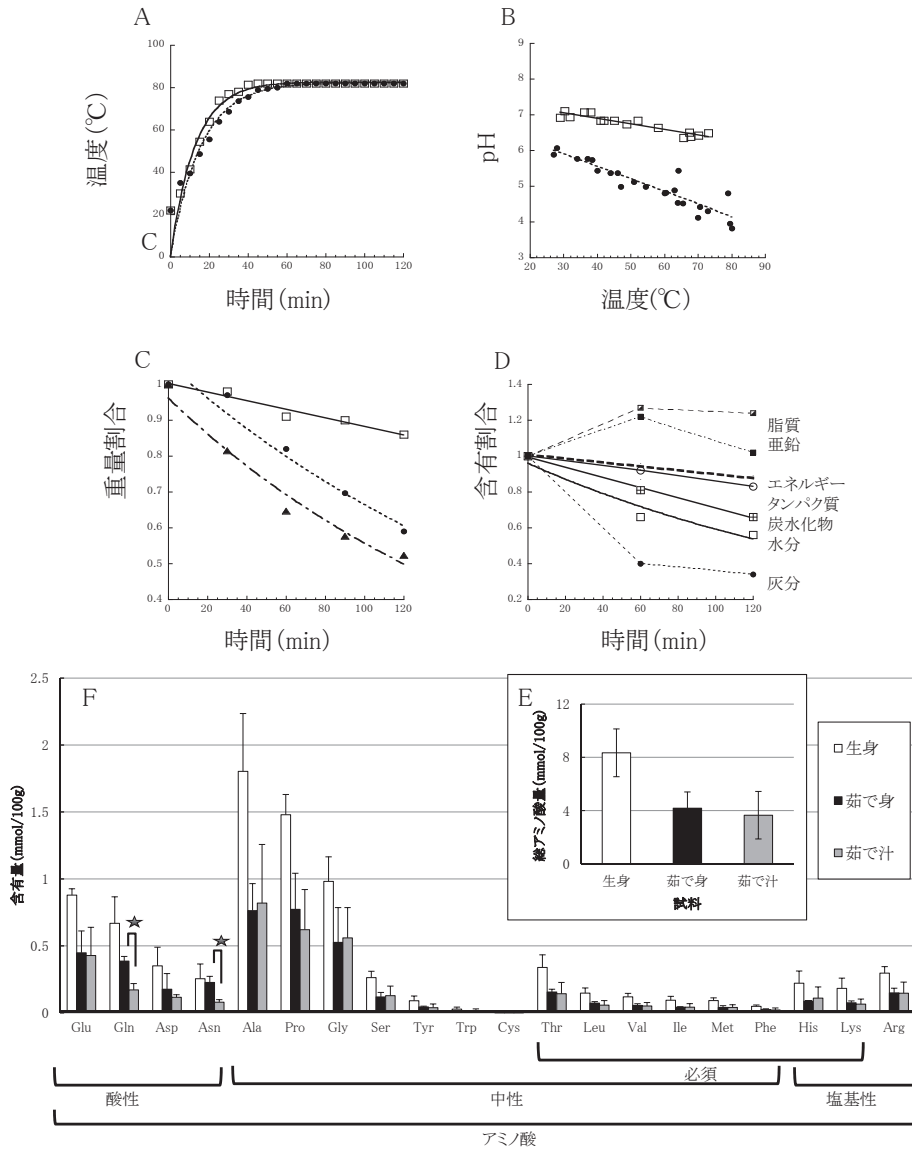 A
100
80
60
40
20
0
温度(℃)
C
0 20 40 60 80 100 120
時間(min)
B
9
8
7
6
5
4
3
pH
20 30 40 50 60 70 80 90
温度(℃)
C
1
0.9
0.8
0.7
0.6
0.5
0.4
重量割合
0 20 40 60 80 100 120
時間(min)
D
1.4
1.2
1
0.8
0.6
0.4
0.2
含有割合
0 20 40 60 80 100 120
時間(min)
脂質
亜鉛
エネルギー
タンパク質
炭水化物
水分
灰分
F
2.5
2
1.5
1
0.5
0
含有量(mmol/100g)
Glu Gln Asp Asn Ala Pro Gly Ser Tyr Trp Cys Thr Leu Val Ile Met Phe His Lys Arg
必須
酸性 中性 塩基性
アミノ酸
E
12
8
4
0
総アミノ酸量(mmol/100g)
生身 茹で身 茹で汁
試料
生身
茹で身
茹で汁